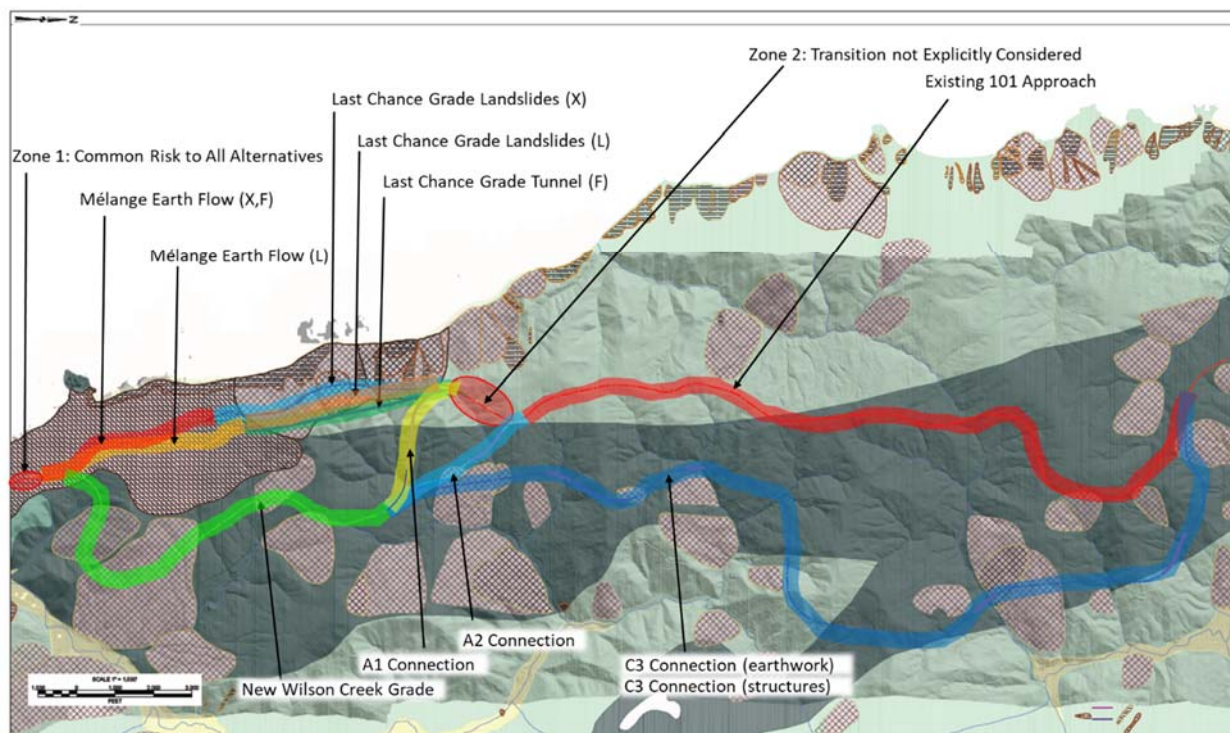 Z
Zone 2: Transition not Explicitly Considered
Existing 101 Approach
Last Chance Grade Landslides (X)
Last Chance Grade Landslides (L)
Zone 1: Common Risk to All Alternatives
Last Chance Grade Tunnel (F)
Mélange Earth Flow (X,F)
Mélange Earth Flow (L)
A2 Connection
A1 Connection
C3 Connection (earthwork)
New Wilson Creek Grade
C3 Connection (structures)
FEET